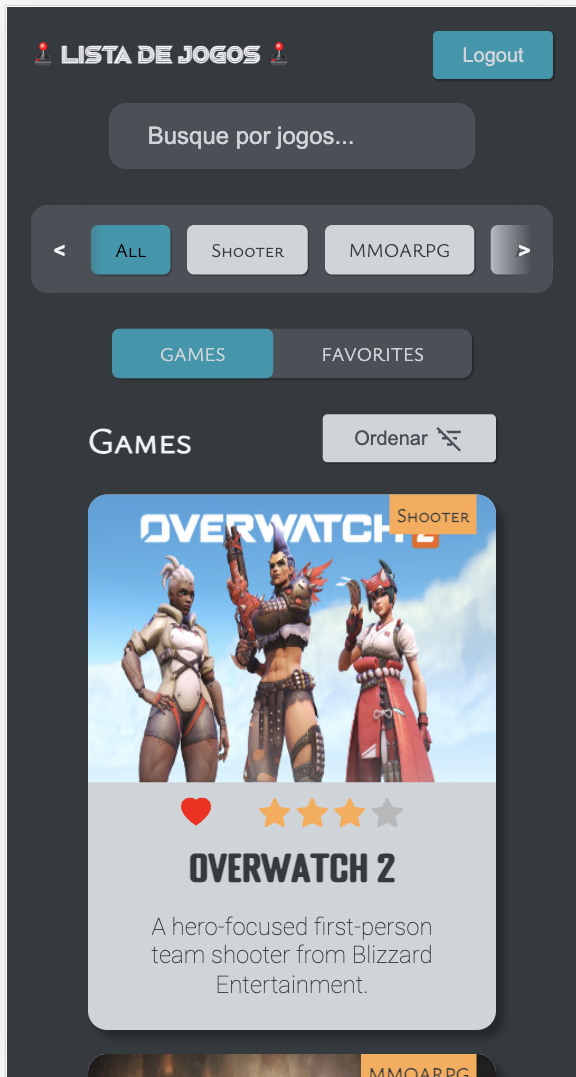 LISTA DE JOGOS
Logout
Busque por jogos...
< All Shooter MMOARPG >
GAMES FAVORITES
Games
Ordenar
Shooter
OVERWATCH 2
OVERWATCH 2
A hero-focused first-person
team shooter from Blizzard
Entertainment.
MMOARPG